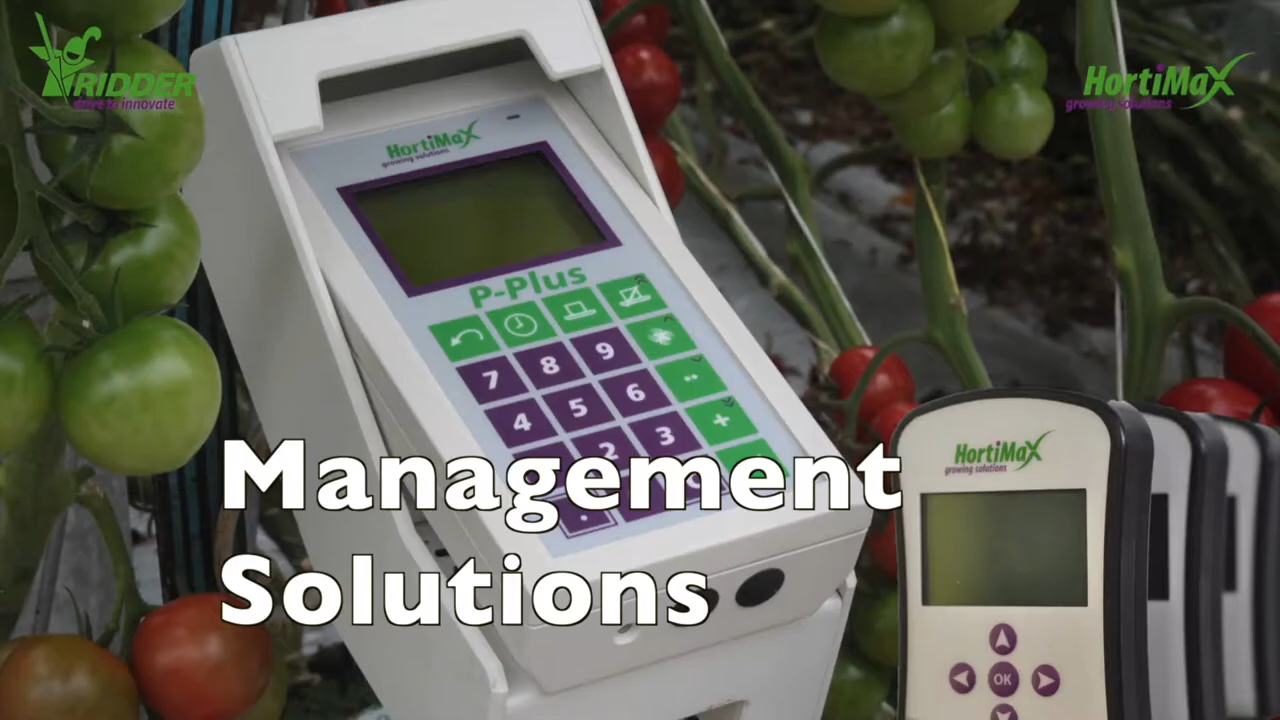 RIDDER
drive to innovate
HortiMaX
growing solutions
HortiMaX
growing solutions
P-Plus
7 8 9
4 5 6
2 3
Management
Solutions
HortiMaX
growing solutions
OK